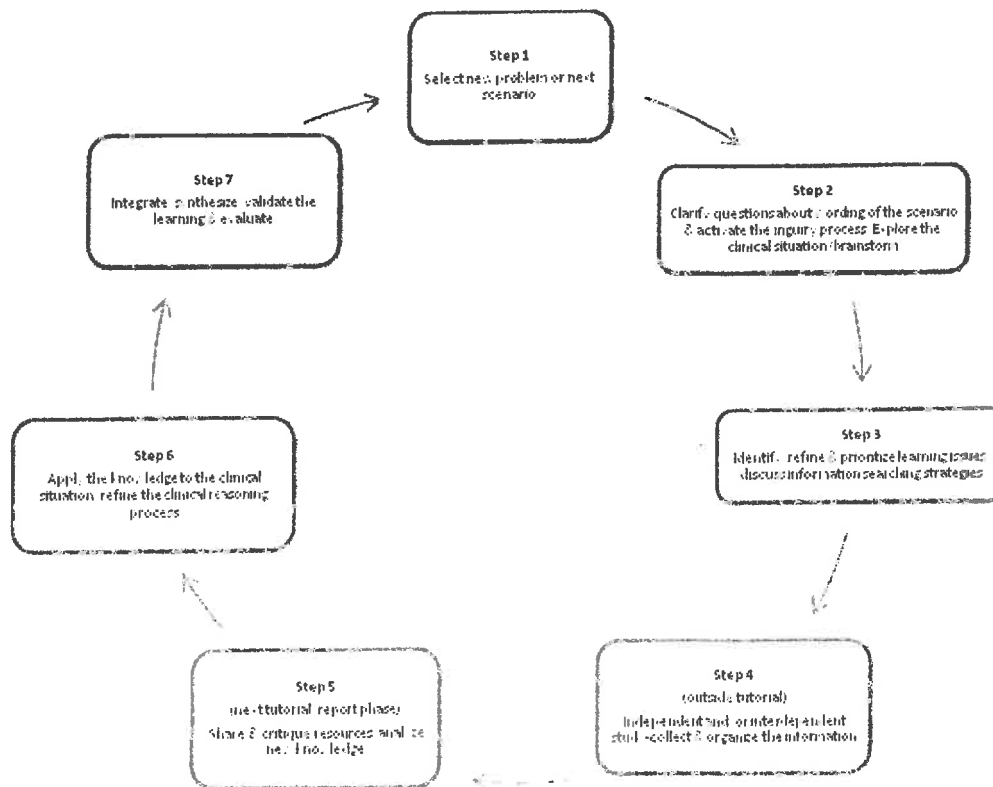 Step 1
Select new problem or next
scenario
Step 2
Clarify questions about wording of the scenario
& activate the inquiry process. Explore the
clinical situation/brainstorm
Step 3
Identify, refine & prioritize learning issues,
discuss information searching strategies
Step 4
(outside tutorial)
Independent and/or interdependent
study-collect & organize the information
Step 5
(next tutorial, report phase)
Share & critique resources, analyze
new knowledge
Step 6
Apply the knowledge to the clinical
situation, refine the clinical reasoning
process
Step 7
Integrate, synthesize, validate the
learning & evaluate